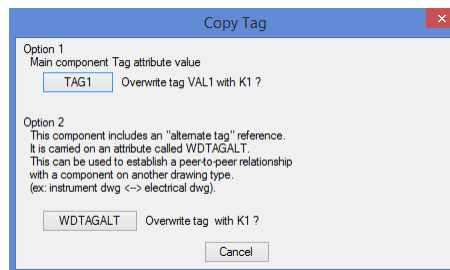 Copy Tag
x
Option 1
Main component Tag attribute value
TAG1 Overwrite tag VAL1 with K1 ?
Option 2
This component includes an "alternate tag" reference.
It is carried on an attribute called WDTAGALT.
This can be used to establish a peer-to-peer relationship
with a component on another drawing type.
(ex: instrument dwg <--> electrical dwg).
WDTAGALT Overwrite tag with K1 ?
Cancel